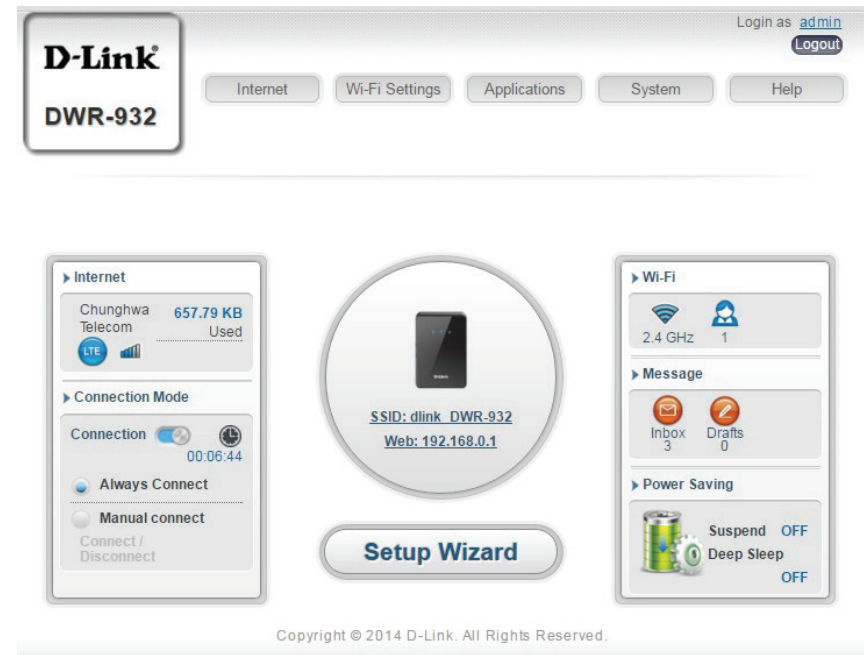 Login as admin
Logout
D-Link
DWR-932
Internet
Wi-Fi Settings
Applications
System
Help
Internet
Chunghwa
Telecom
657.79 KB
Used
LTE
Connection Mode
Connection
00:06:44
Always Connect
Manual connect
Connect /
Disconnect
D-Link
SSID: dlink_DWR-932
Web: 192.168.0.1
Setup Wizard
Wi-Fi
2.4 GHz
1
Message
Inbox
3
Drafts
0
Power Saving
Suspend OFF
Deep Sleep
OFF
Copyright © 2014 D-Link. All Rights Reserved.